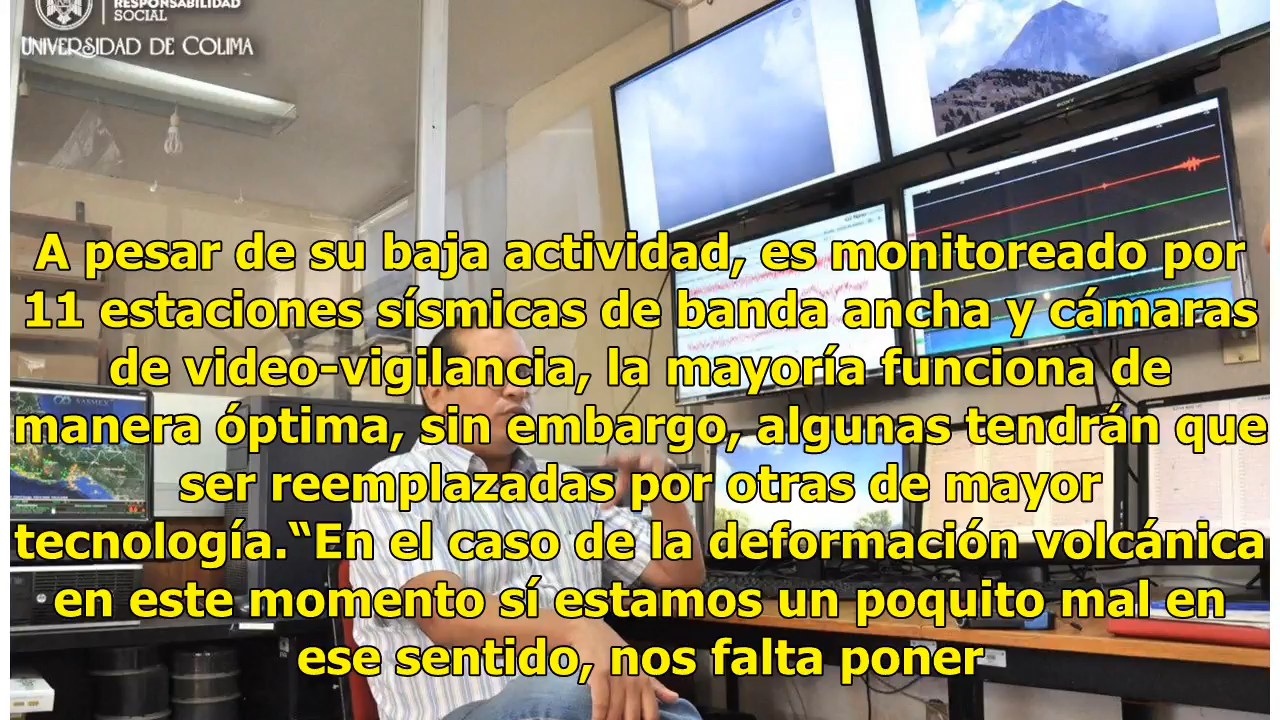 RESPONSABILIDAD
SOCIAL
UNIVERSIDAD DE COLIMA
SONY
SASMEX
A pesar de su baja actividad, es monitoreado por
11 estaciones sísmicas de banda ancha y cámaras
de video-vigilancia, la mayoría funciona de
manera óptima, sin embargo, algunas tendrán que
ser reemplazadas por otras de mayor
tecnología.“En el caso de la deformación volcánica
en este momento sí estamos un poquito mal en
ese sentido, nos falta poner